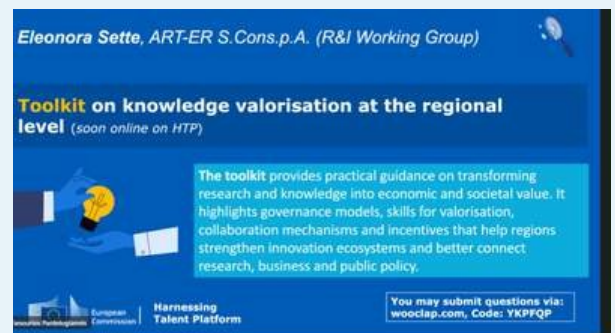 Eleonora Sette, ART-ER S.Cons.p.A. (R&I Working Group)
Toolkit on knowledge valorisation at the regional
level (soon online on HTP)
The toolkit provides practical guidance on transforming
research and knowledge into economic and societal value. It
highlights governance models, skills for valorisation,
collaboration mechanisms and incentives that help regions
strengthen innovation ecosystems and better connect
research, business and public policy.
European
Commission
Harnessing
Talent Platform
You may submit questions via:
wooclap.com, Code: YKPFQP